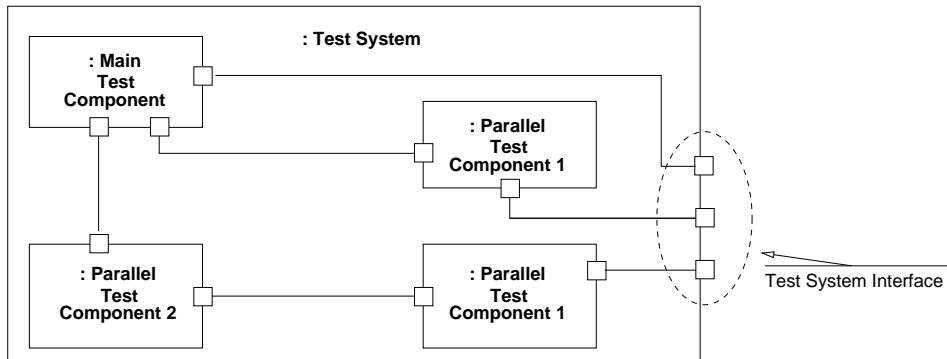 : Test System
: Main
Test
Component
: Parallel
Test
Component 1
: Parallel
Test
Component 2
: Parallel
Test
Component 1
Test System Interface